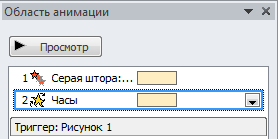 Область анимации
Просмотр
1 Серая штора:...
2 Часы
Триггер: Рисунок 1